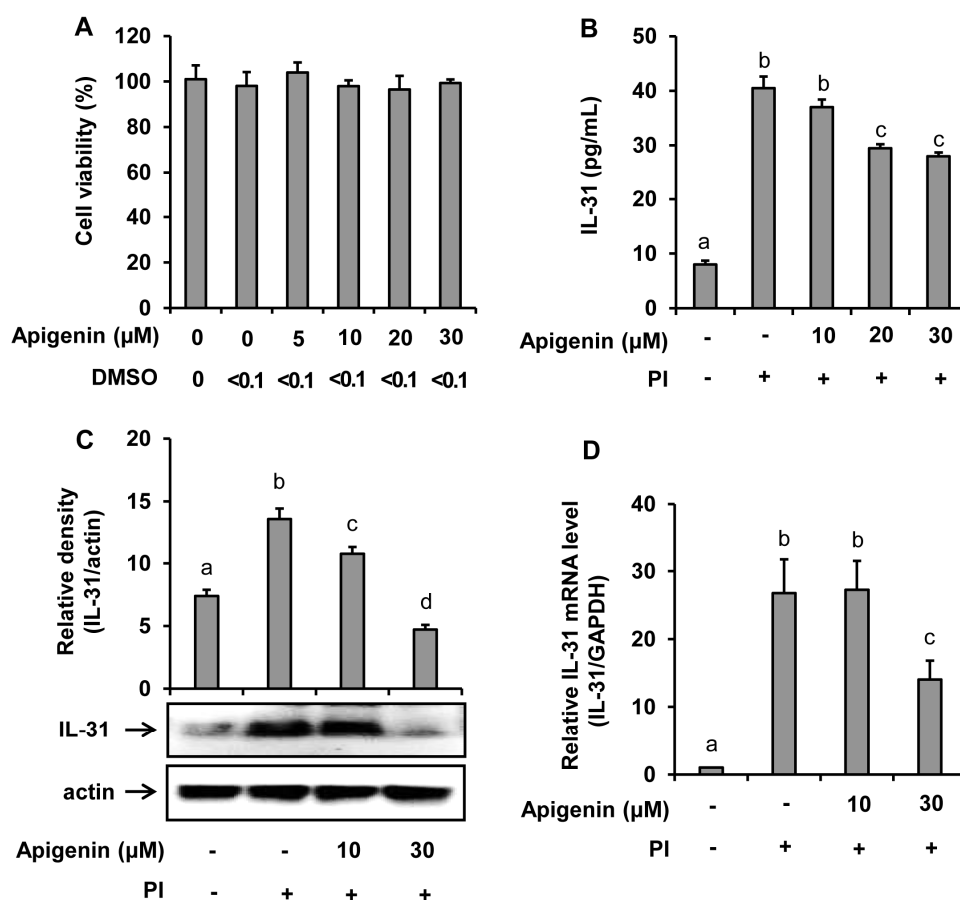 A
Cell viability (%)
120
100
80
60
40
20
0
Apigenin (µM) 0 0 5 10 20 30
DMSO 0 <0.1 <0.1 <0.1 <0.1 <0.1
B
IL-31 (pg/mL)
50
40
30
20
10
0
a b b c c
Apigenin (µM) - - 10 20 30
PI - + + + +
C
Relative density
(IL-31/actin)
20
15
10
5
0
a b c d
IL-31
actin
Apigenin (µM) - - 10 30
PI - + + +
D
Relative IL-31 mRNA level
(IL-31/GAPDH)
40
30
20
10
0
a b b c
Apigenin (µM) - - 10 30
PI - + + +